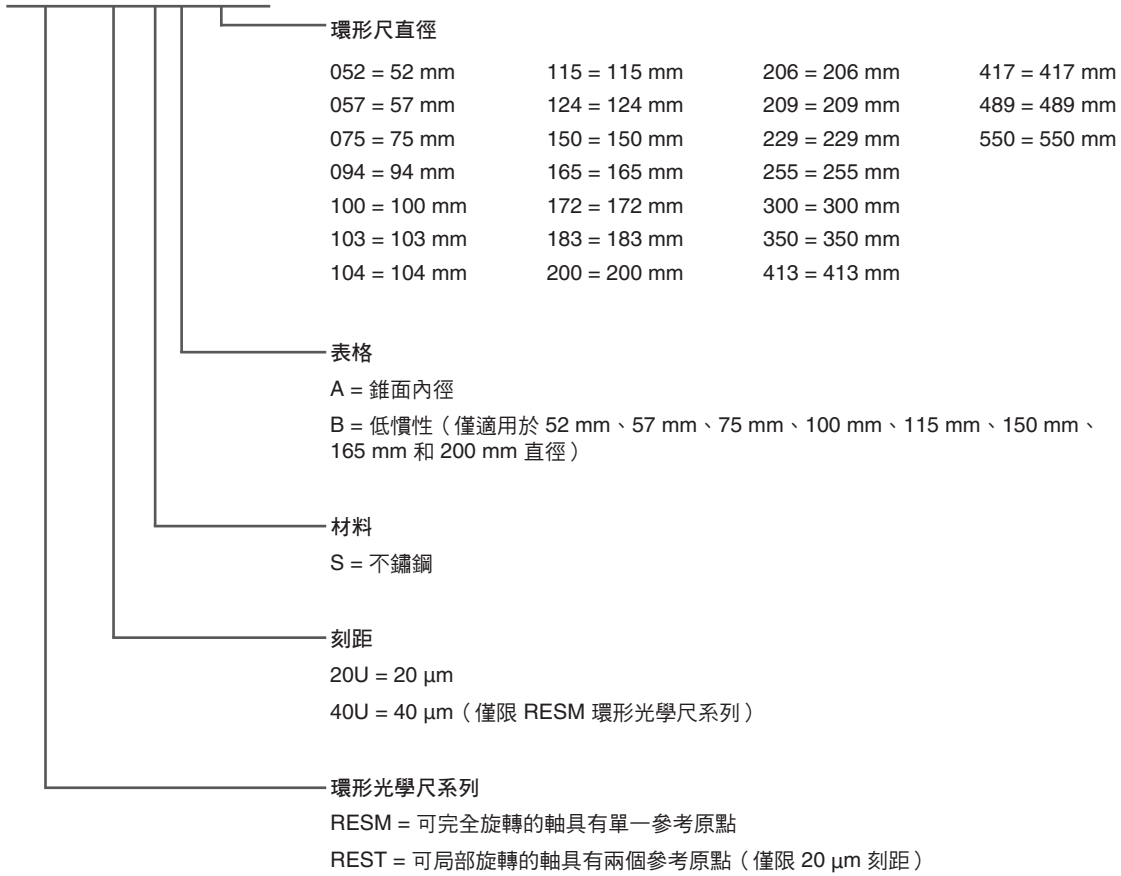 環形尺直徑
052 = 52 mm 115 = 115 mm 206 = 206 mm 417 = 417 mm
057 = 57 mm 124 = 124 mm 209 = 209 mm 489 = 489 mm
075 = 75 mm 150 = 150 mm 229 = 229 mm 550 = 550 mm
094 = 94 mm 165 = 165 mm 255 = 255 mm
100 = 100 mm 172 = 172 mm 300 = 300 mm
103 = 103 mm 183 = 183 mm 350 = 350 mm
104 = 104 mm 200 = 200 mm 413 = 413 mm
表格
A = 錐面內徑
B = 低慣性（僅適用於 52 mm、57 mm、75 mm、100 mm、115 mm、150 mm、
165 mm 和 200 mm 直徑）
材料
S = 不鏽鋼
刻距
20U = 20 µm
40U = 40 µm（僅限 RESM 環形光學尺系列）
環形光學尺系列
RESM = 可完全旋轉的軸具有單一參考原點
REST = 可局部旋轉的軸具有兩個參考原點（僅限 20 µm 刻距）